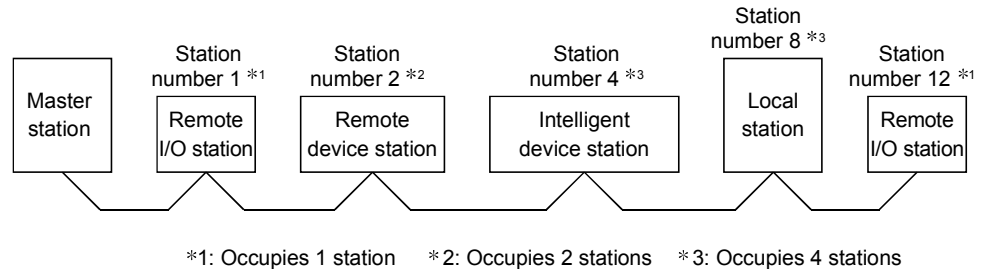 Master
station
Station
number 1 *1
Remote
I/O station
Station
number 2 *2
Remote
device station
Station
number 4 *3
Intelligent
device station
Station
number 8 *3
Local
station
Station
number 12 *1
Remote
I/O station
*1: Occupies 1 station *2: Occupies 2 stations *3: Occupies 4 stations